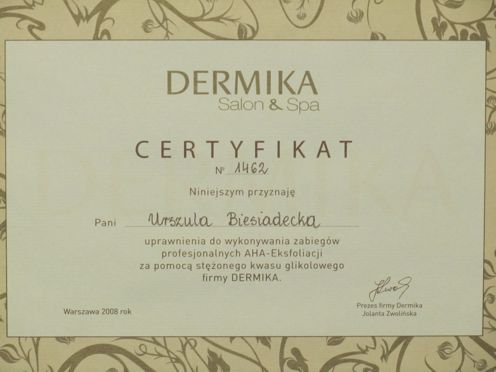 DERMIKA
Salon & Spa
CERTYFIKAT
Nº 1462
Niniejszym przyznaję
Pani Urszula Biesiadecka
uprawnienia do wykonywania zabiegów
profesjonalnych AHA-Eksfoliacji
za pomocą stężonego kwasu glikolowego
firmy DERMIKA.
Warszawa 2008 rok
Prezes firmy Dermika
Jolanta Zwolińska